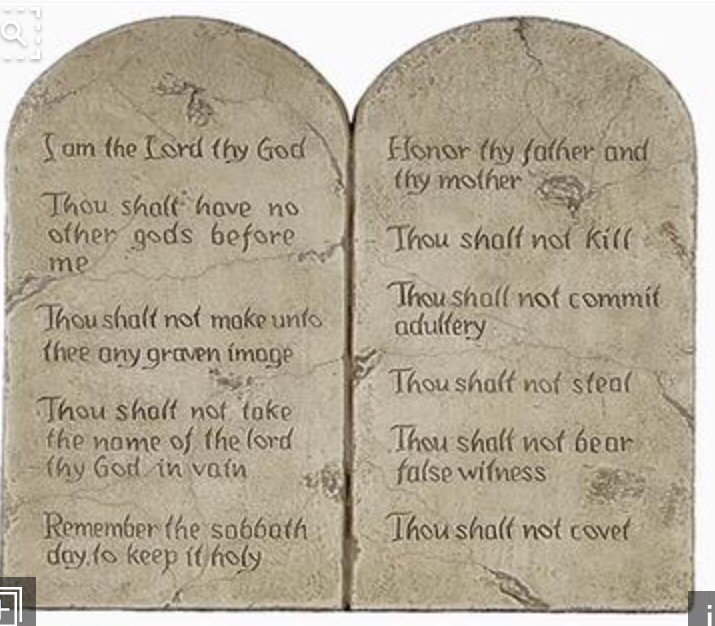 I am the Lord thy God
Thou shalt have no
other gods before
me
Thou shalt not make unto
thee any graven image
Thou shalt not take
the name of the lord
thy God in vain
Remember the sabbath
day, to keep it holy
Honor thy father and
thy mother
Thou shalt not kill
Thou shall not commit
adultery
Thou shalt not steal
Thou shalt not bear
false witness
Thou shalt not covet